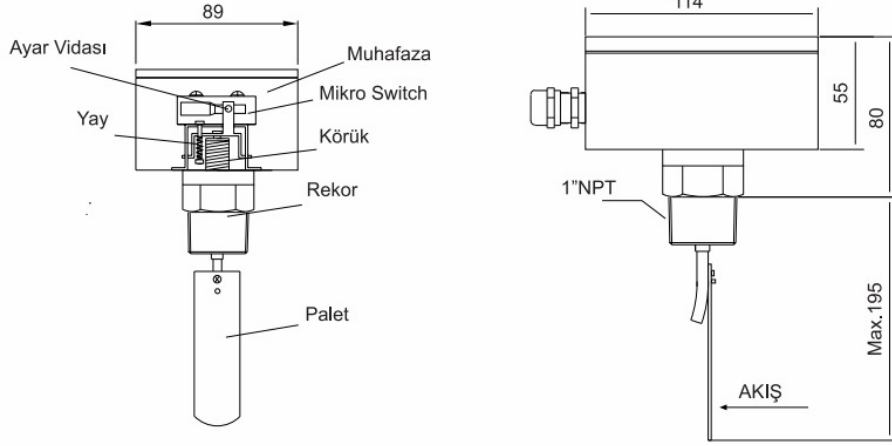 89
Ayar Vidası
Muhafaza
Mikro Switch
Yay
Körük
Rekor
Palet
114
55
80
1”NPT
Max.195
AKIŞ